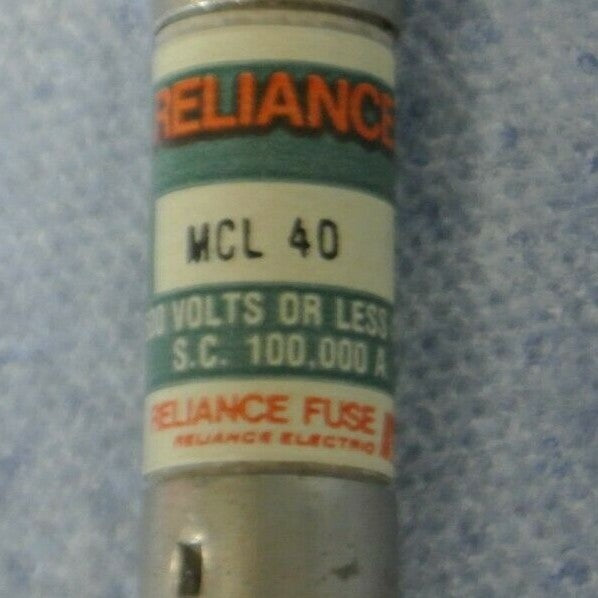 RELIANCE
MCL 40
VOLTS OR LESS
S.C. 100,000 A
RELIANCE FUSE
RELIANCE ELECTRIC